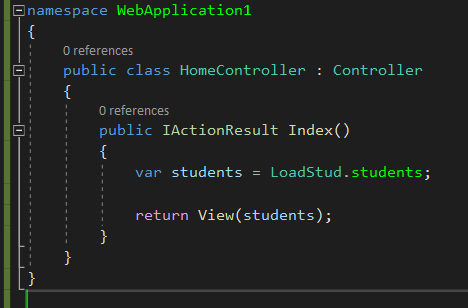 namespace WebApplication1
{
0 references
public class HomeController : Controller
{
0 references
public IActionResult Index()
{
var students = LoadStud.students;
return View(students);
}
}
}